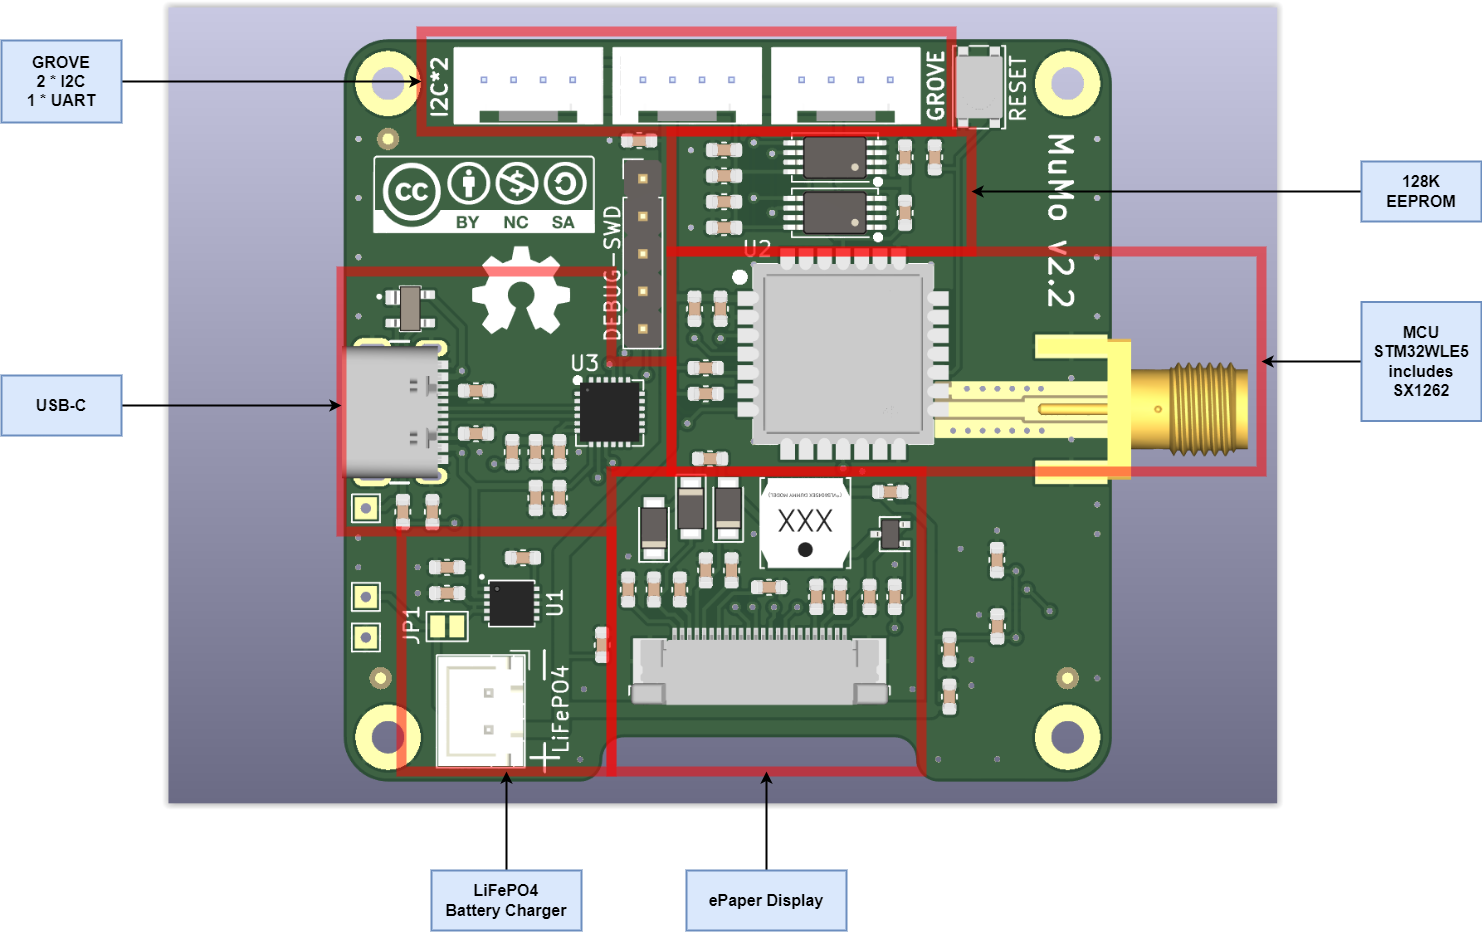 GROVE
2 * I2C
1 * UART
I2C*2
GROVE
RESET
MuMo v2.2
128K
EEPROM
CC
BY NC SA
DEBUG-SWD
U2
MCU
STM32WLE5
includes
SX1262
USB-C
U3
XXX
U1
JP1
−
LiFePO4
+
LiFePO4
Battery Charger
ePaper Display